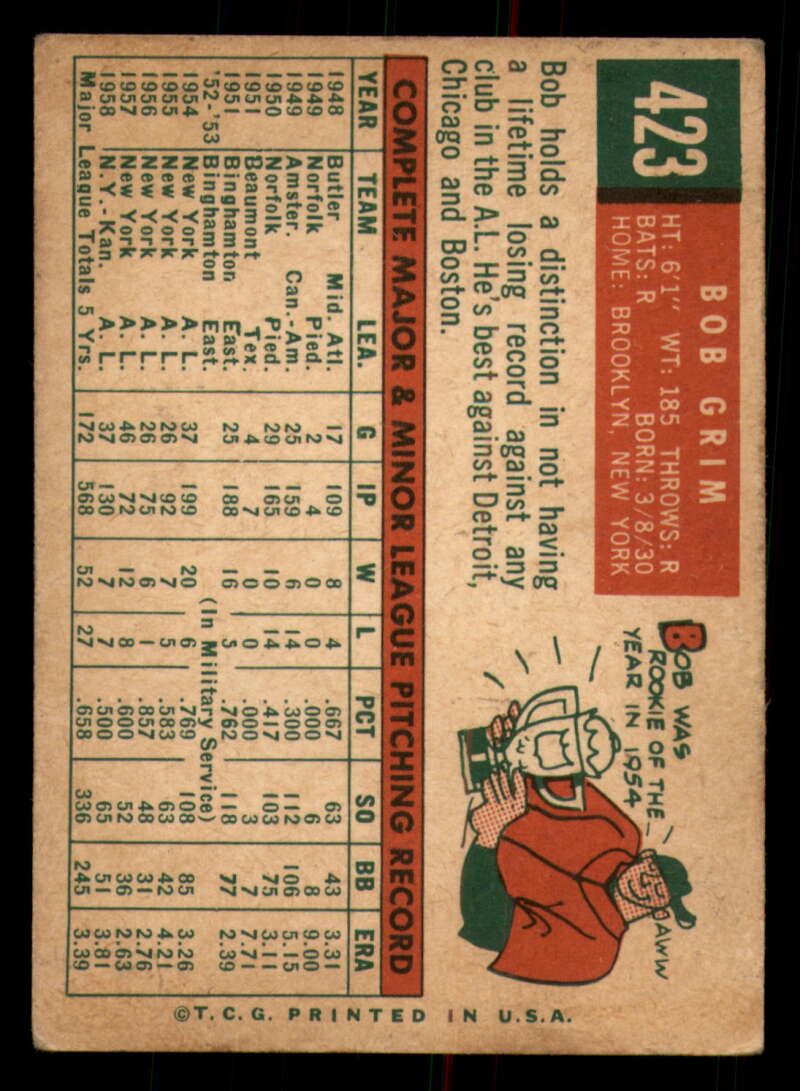 423
BOB GRIM
HT: 6'1" WT: 185 THROWS: R
BATS: R BORN: 3/8/30
HOME: BROOKLYN, NEW YORK
Bob holds a distinction in not having
a lifetime losing record against any
club in the A.L. He's best against Detroit,
Chicago and Boston.
BOB WAS
ROOKIE OF THE
YEAR IN 1954
AWW
COMPLETE MAJOR & MINOR LEAGUE PITCHING RECORD
YEAR TEAM LEA. G IP W L PCT SO BB ERA
1948 Butler Mid. Atl. 17 109 8 4 .667 63 43 3.31
1949 Norfolk Pied. 2 4 0 0 .000 6 8 9.00
1949 Amster. Can.-Am. 25 159 6 14 .300 112 106 5.15
1950 Norfolk Pied. 29 165 10 14 .417 103 75 3.11
1951 Beaumont Tex. 4 7 0 0 .000 3 7 7.71
1951 Binghamton East. 25 188 16 5 .762 118 77 2.39
'52-'53 Binghamton East. (In Military Service)
1954 New York A. L. 37 199 20 6 .769 108 85 3.26
1955 New York A. L. 26 92 7 5 .583 63 42 4.21
1956 New York A. L. 26 75 6 1 .857 48 31 2.76
1957 New York A. L. 46 72 12 8 .600 52 36 2.63
1958 N.Y.-Kan. A. L. 37 130 7 7 .500 65 51 3.81
Major League Totals 5 Yrs. 172 568 52 27 .658 336 245 3.39
©T.C.G. PRINTED IN U.S.A.